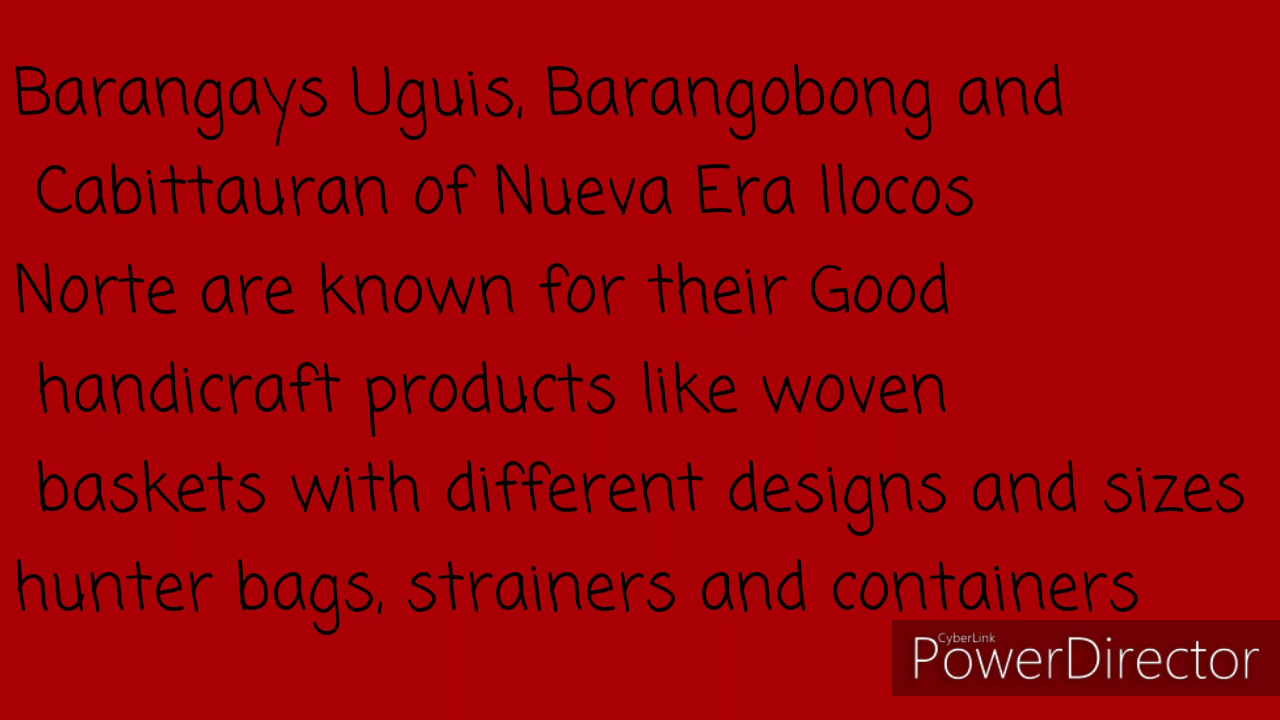 Barangays Uguis, Barangobong and
Cabittauran of Nueva Era Ilocos
Norte are known for their Good
handicraft products like woven
baskets with different designs and sizes
hunter bags, strainers and containers
CyberLink
PowerDirector